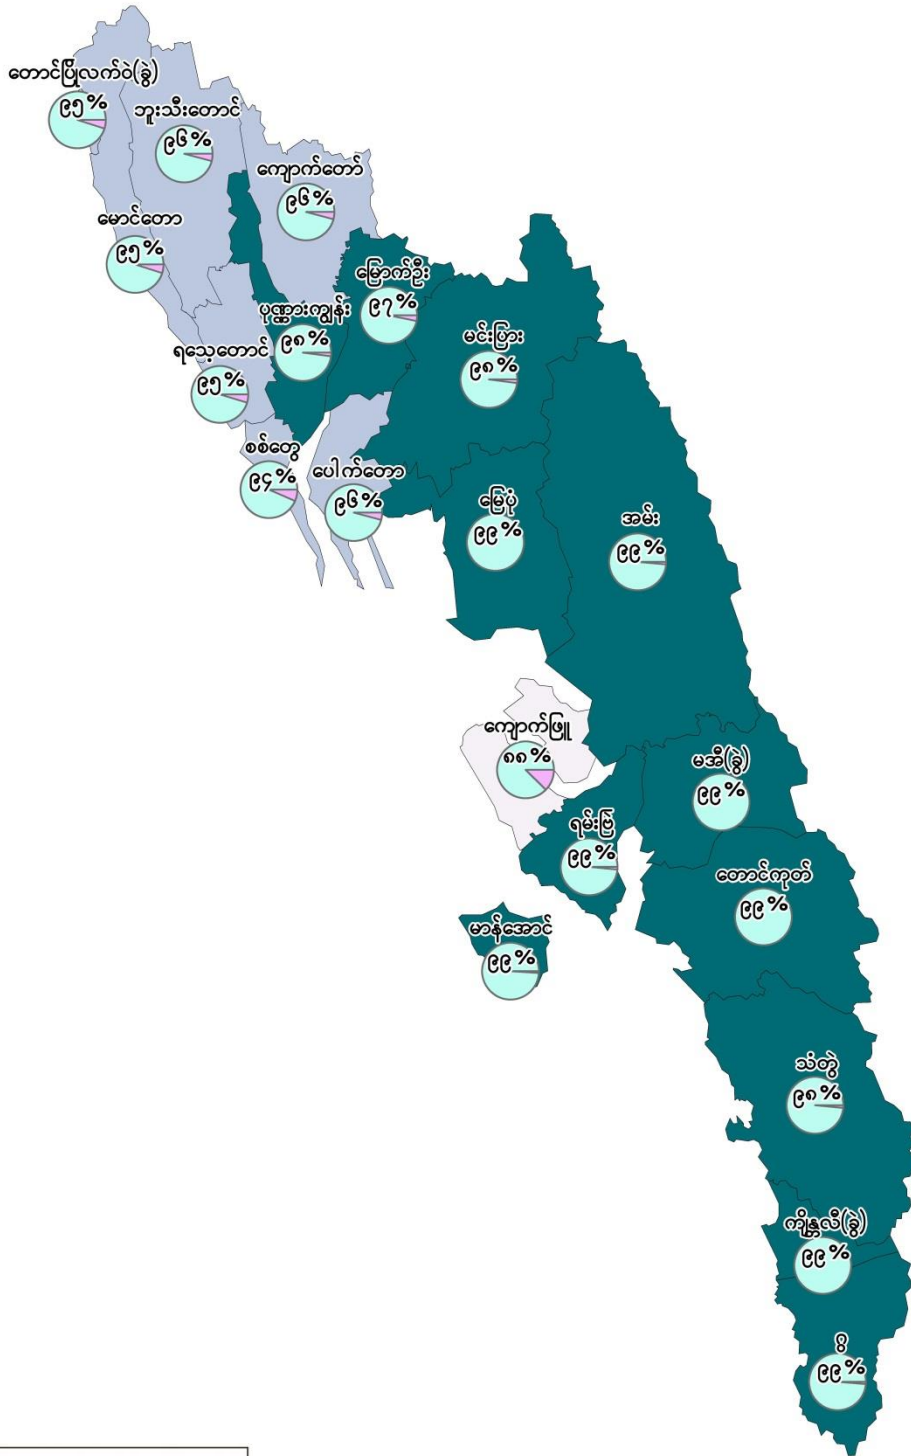 တောင်ပြိုလက်ဝဲ(ခွဲ)
၉၅%
ဘူးသီးတောင်
၉၆%
ကျောက်တော်
၉၆%
မောင်တော
၉၅%
မြောက်ဦး
၉၇%
ပုဏ္ဏားကျွန်း
၉၈%
မင်းပြား
၉၈%
ရသေ့တောင်
၉၅%
စစ်တွေ
၉၄%
ပေါက်တော
၉၆%
မြေပုံ
၉၉%
အမ်း
၉၉%
ကျောက်ဖြူ
၈၈%
မအီ(ခွဲ)
၉၉%
ရမ်းဗြဲ
၉၉%
တောင်ကုတ်
၉၉%
မာန်အောင်
၉၉%
သံတွဲ
၉၈%
ကျိန္တလီ(ခွဲ)
၉၉%
ဂွ
၉၉%